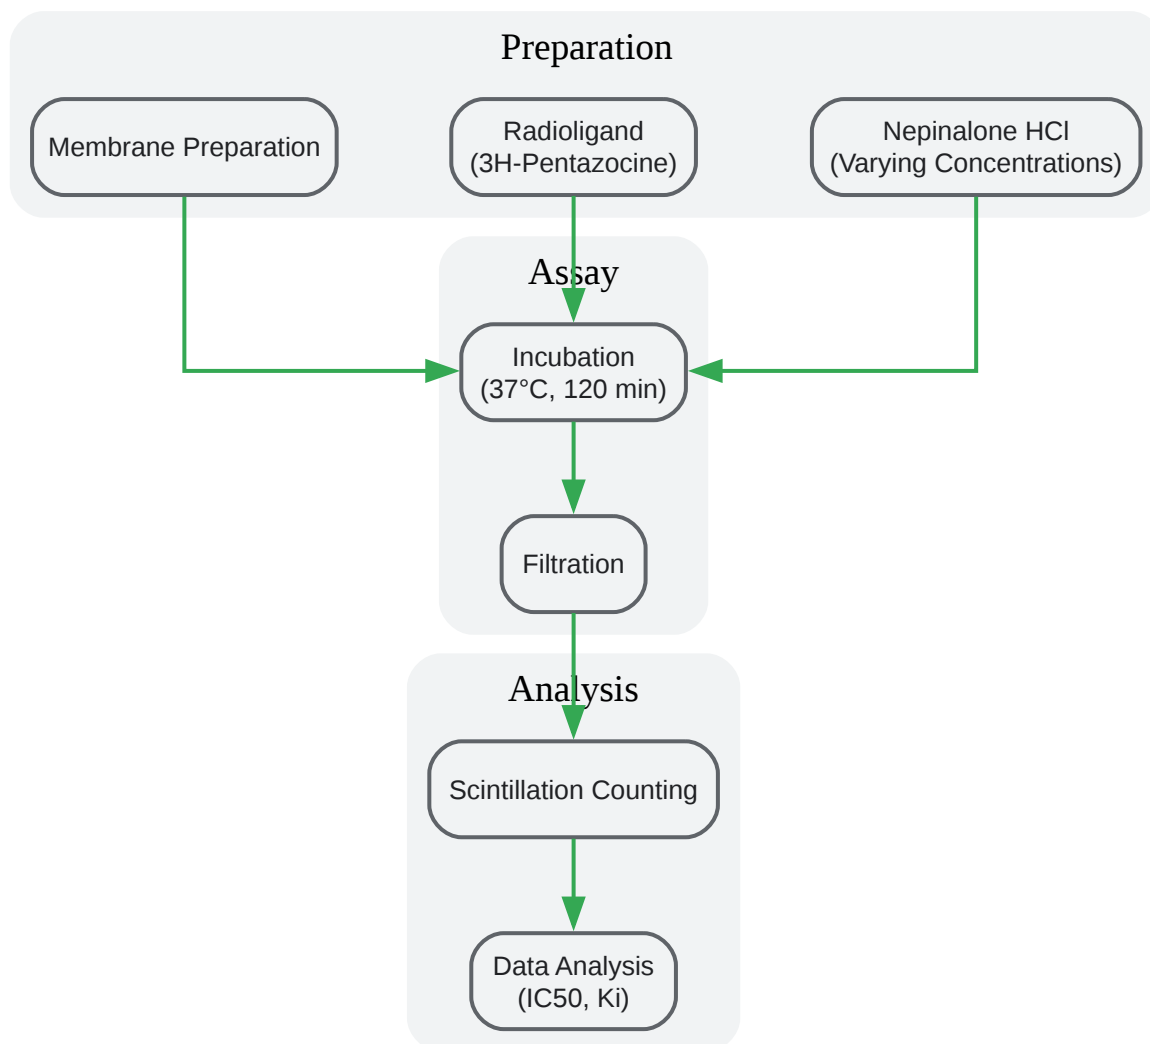 Preparation
Membrane Preparation
Radioligand
(3H-Pentazocine)
Nepinalone HCl
(Varying Concentrations)
Assay
Incubation
(37°C, 120 min)
Filtration
Analysis
Scintillation Counting
Data Analysis
(IC50, Ki)